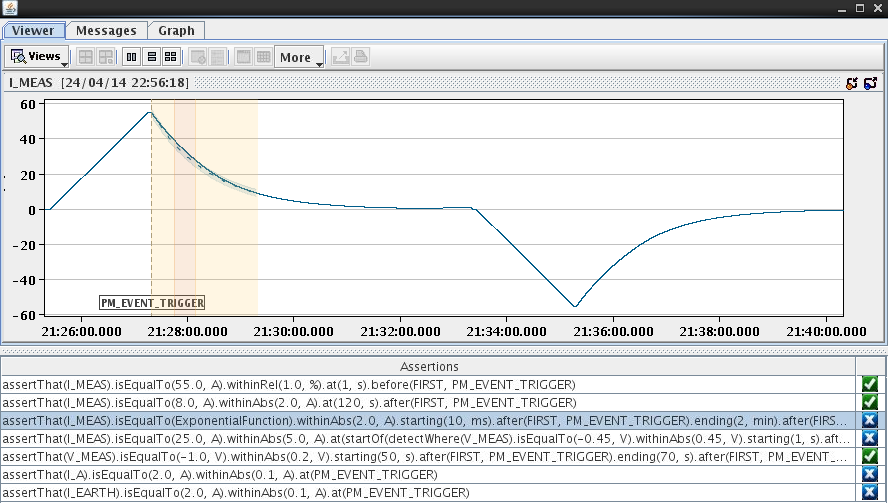 Viewer Messages Graph
Views More
I_MEAS [24/04/14 22:56:18]
60
40
20
0
-20
-40
-60
PM_EVENT_TRIGGER
21:26:00.000 21:28:00.000 21:30:00.000 21:32:00.000 21:34:00.000 21:36:00.000 21:38:00.000 21:40:00.000
Assertions
assertThat(I_MEAS).isEqualTo(55.0, A).withinRel(1.0, %).at(1, s).before(FIRST, PM_EVENT_TRIGGER)
assertThat(I_MEAS).isEqualTo(8.0, A).withinAbs(2.0, A).at(120, s).after(FIRST, PM_EVENT_TRIGGER)
assertThat(I_MEAS).isEqualTo(ExponentialFunction).withinAbs(2.0, A).starting(10, ms).after(FIRST, PM_EVENT_TRIGGER).ending(2, min).after(FIRS...
assertThat(I_MEAS).isEqualTo(25.0, A).withinAbs(5.0, A).at(startOf(detectWhere(V_MEAS).isEqualTo(-0.45, V).withinAbs(0.45, V).starting(1, s).aft...
assertThat(V_MEAS).isEqualTo(-1.0, V).withinAbs(0.2, V).starting(50, s).after(FIRST, PM_EVENT_TRIGGER).ending(70, s).after(FIRST, PM_EVENT_...
assertThat(I_A).isEqualTo(2.0, A).withinAbs(0.1, A).at(PM_EVENT_TRIGGER)
assertThat(I_EARTH).isEqualTo(2.0, A).withinAbs(0.1, A).at(PM_EVENT_TRIGGER)